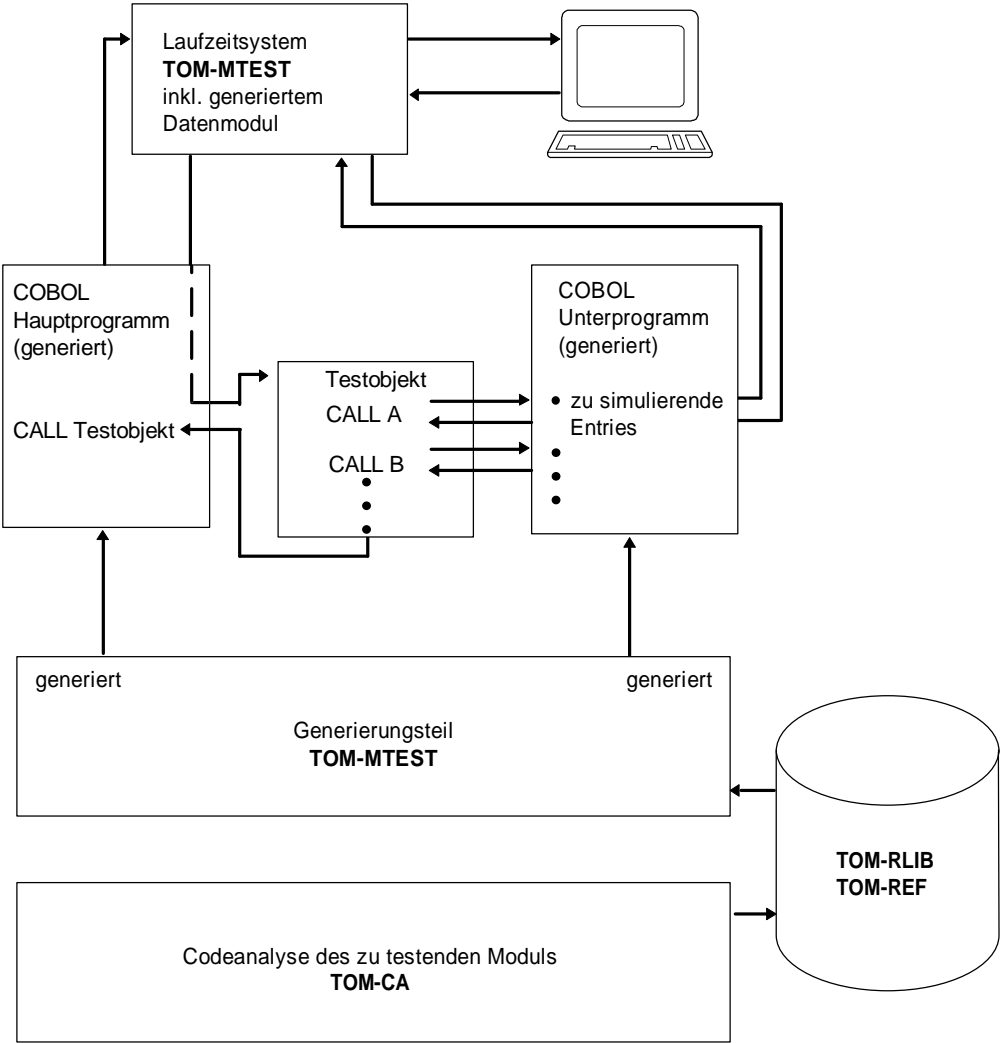 Laufzeitsystem
TOM-MTEST
inkl. generiertem
Datenmodul
COBOL
Hauptprogramm
(generiert)
CALL Testobjekt
Testobjekt
CALL A
CALL B
COBOL
Unterprogramm
(generiert)
• zu simulierende
Entries
generiert
generiert
Generierungsteil
TOM-MTEST
TOM-RLIB
TOM-REF
Codeanalyse des zu testenden Moduls
TOM-CA